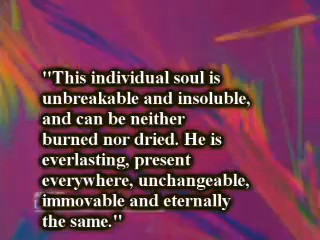 "This individual soul is
unbreakable and insoluble,
and can be neither
burned nor dried. He is
everlasting, present
everywhere, unchangeable,
immovable and eternally
the same."